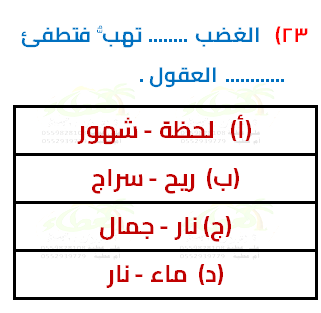 ٢٣) الغضب ........ تهبُّ فتطفئ
............ العقول .
(أ) لحظة - شهور
(ب) ريح - سراج
(ج) نار - جمال
(د) ماء - نار